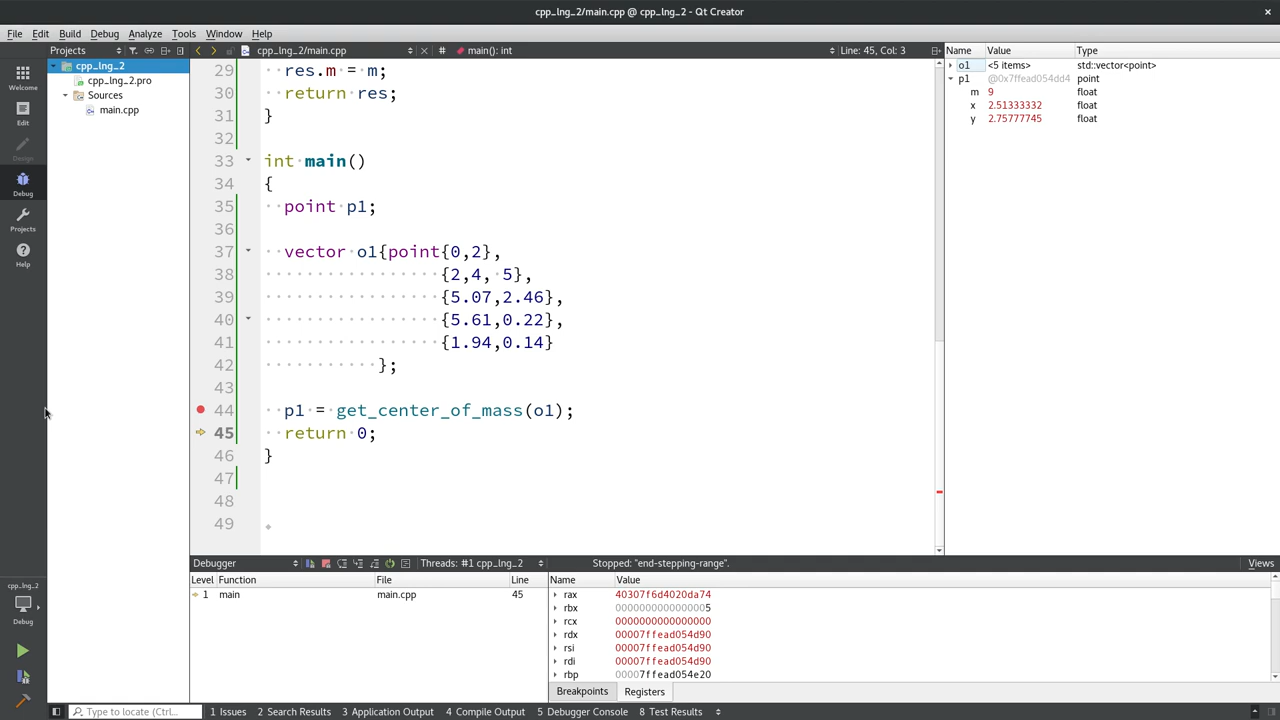 cpp_lng_2/main.cpp @ cpp_lng_2 - Qt Creator
File Edit Build Debug Analyze Tools Window Help
Projects
cpp_lng_2/main.cpp
# main(): int
Line: 45, Col: 3
Name Value Type
Welcome
Edit
Design
Debug
Projects
Help
cpp_lng_2
cpp_lng_2.pro
Sources
main.cpp
29 res.m = m;
30 return res;
31 }
32
33 int main()
34 {
35 point p1;
36
37 vector o1{point{0,2},
38 {2,4, 5},
39 {5.07,2.46},
40 {5.61,0.22},
41 {1.94,0.14}
42 };
43
44 p1 = get_center_of_mass(o1);
45 return 0;
46 }
47
48
49
o1 <5 items> std::vector<point>
p1 @0x7ffead054dd4 point
m 9 float
x 2.51333332 float
y 2.75777745 float
Debugger
Threads: #1 cpp_lng_2
Stopped: "end-stepping-range".
Views
Level Function File Line
1 main main.cpp 45
Name Value
rax 40307f6d4020da74
rbx 0000000000000005
rcx 0000000000000000
rdx 00007ffead054d90
rsi 00007ffead054d90
rdi 00007ffead054d90
rbp 00007ffead054e20
Breakpoints Registers
cpp_lng_2
Debug
Type to locate (Ctrl...
1 Issues 2 Search Results 3 Application Output 4 Compile Output 5 Debugger Console 8 Test Results